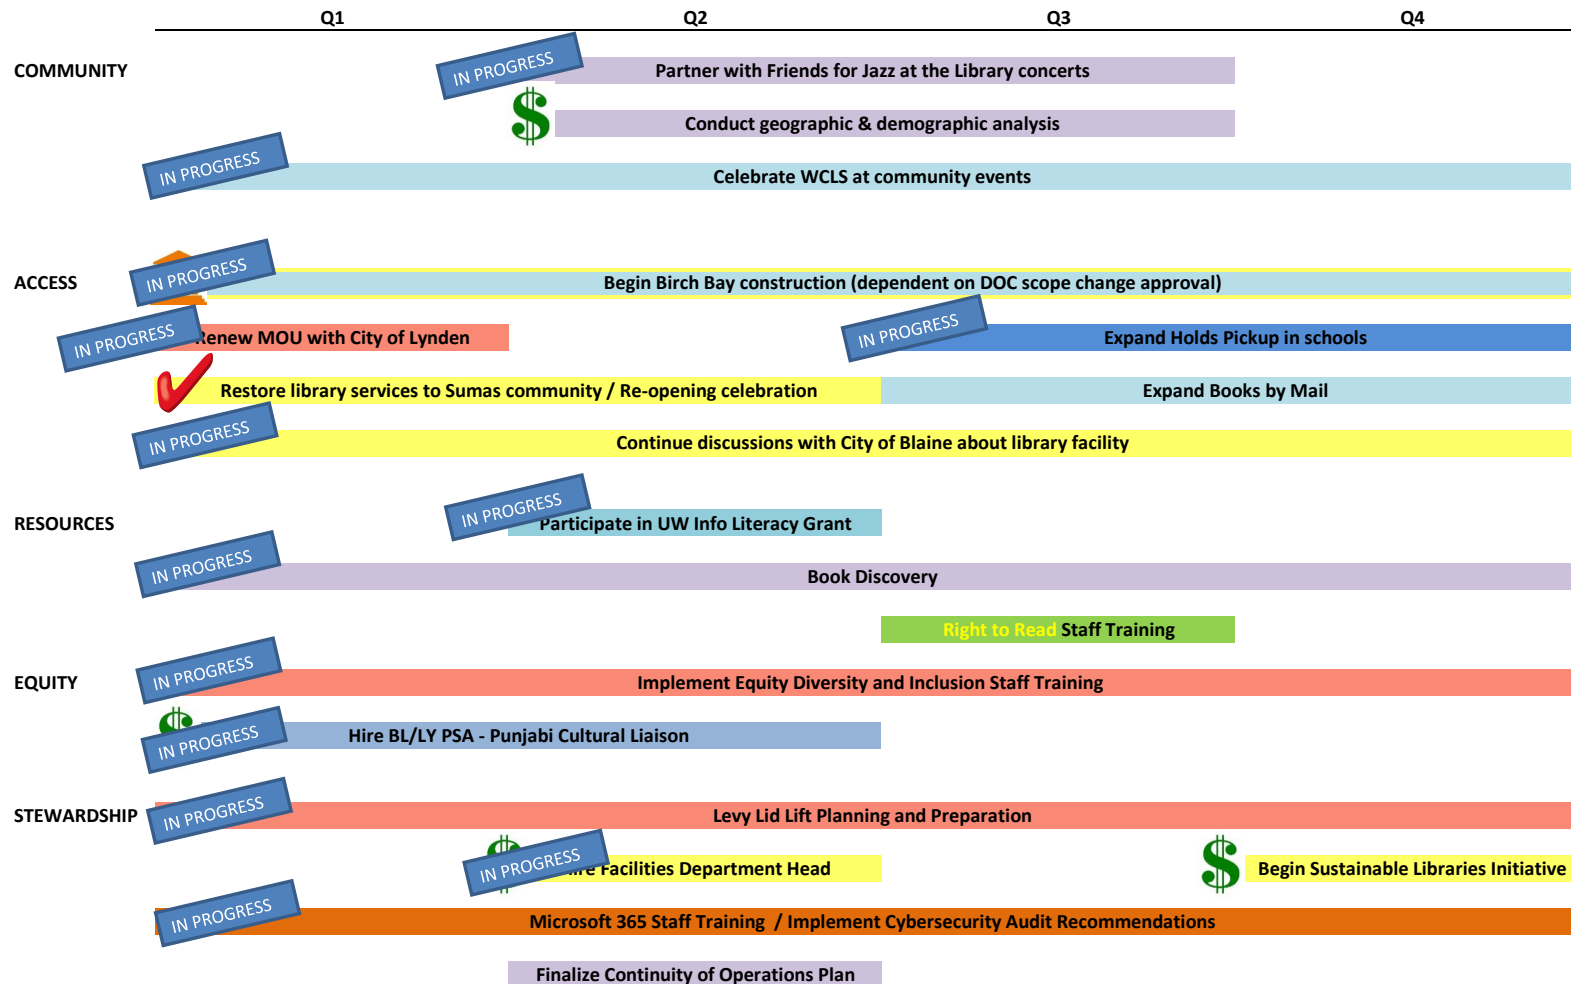 Q1 Q2 Q3 Q4
COMMUNITY
IN PROGRESS Partner with Friends for Jazz at the Library concerts
$ Conduct geographic & demographic analysis
IN PROGRESS Celebrate WCLS at community events
ACCESS
IN PROGRESS Begin Birch Bay construction (dependent on DOC scope change approval)
IN PROGRESS Renew MOU with City of Lynden
IN PROGRESS Expand Holds Pickup in schools
Restore library services to Sumas community / Re-opening celebration
Expand Books by Mail
IN PROGRESS Continue discussions with City of Blaine about library facility
RESOURCES
IN PROGRESS Participate in UW Info Literacy Grant
IN PROGRESS Book Discovery
Right to Read Staff Training
EQUITY
IN PROGRESS Implement Equity Diversity and Inclusion Staff Training
$ IN PROGRESS Hire BL/LY PSA - Punjabi Cultural Liaison
STEWARDSHIP
IN PROGRESS Levy Lid Lift Planning and Preparation
$ IN PROGRESS Facilities Department Head
$ Begin Sustainable Libraries Initiative
IN PROGRESS Microsoft 365 Staff Training / Implement Cybersecurity Audit Recommendations
Finalize Continuity of Operations Plan